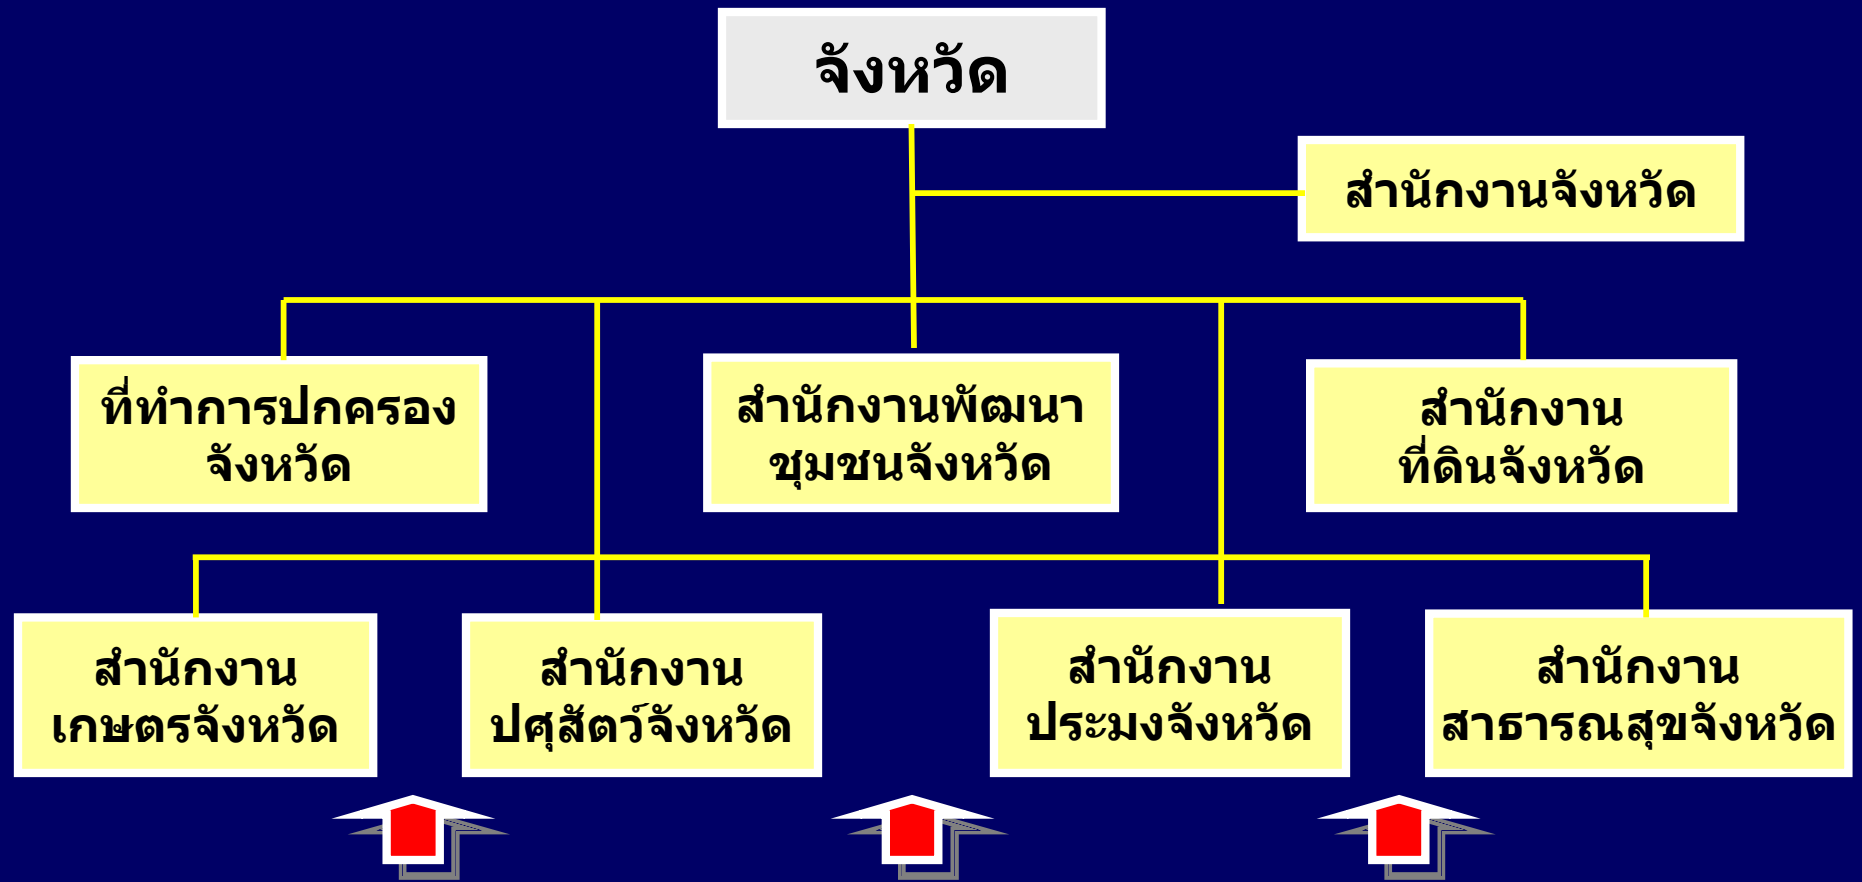 จังหวัด
สำนักงานจังหวัด
ที่ทำการปกครอง
จังหวัด
สำนักงานพัฒนา
ชุมชนจังหวัด
สำนักงาน
ที่ดินจังหวัด
สำนักงาน
เกษตรจังหวัด
สำนักงาน
ปศุสัตว์จังหวัด
สำนักงาน
ประมงจังหวัด
สำนักงาน
สาธารณสุขจังหวัด